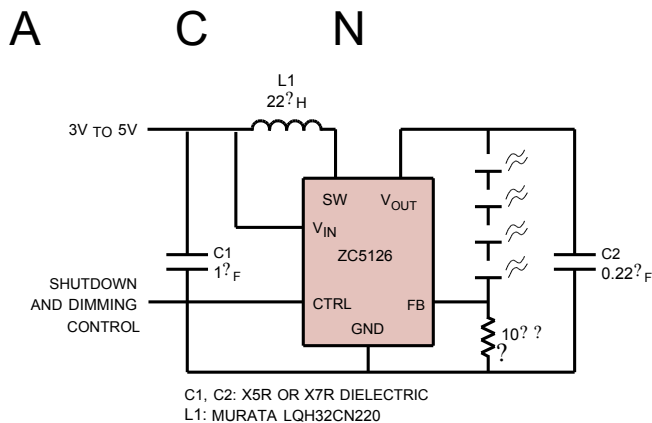 A C N
L1
22?H
3V TO 5V
SW VOUT
VIN
ZC5126
C1
1?F
C2
0.22?F
SHUTDOWN
AND DIMMING
CONTROL
CTRL FB
GND
10??
?
C1, C2: X5R OR X7R DIELECTRIC
L1: MURATA LQH32CN220